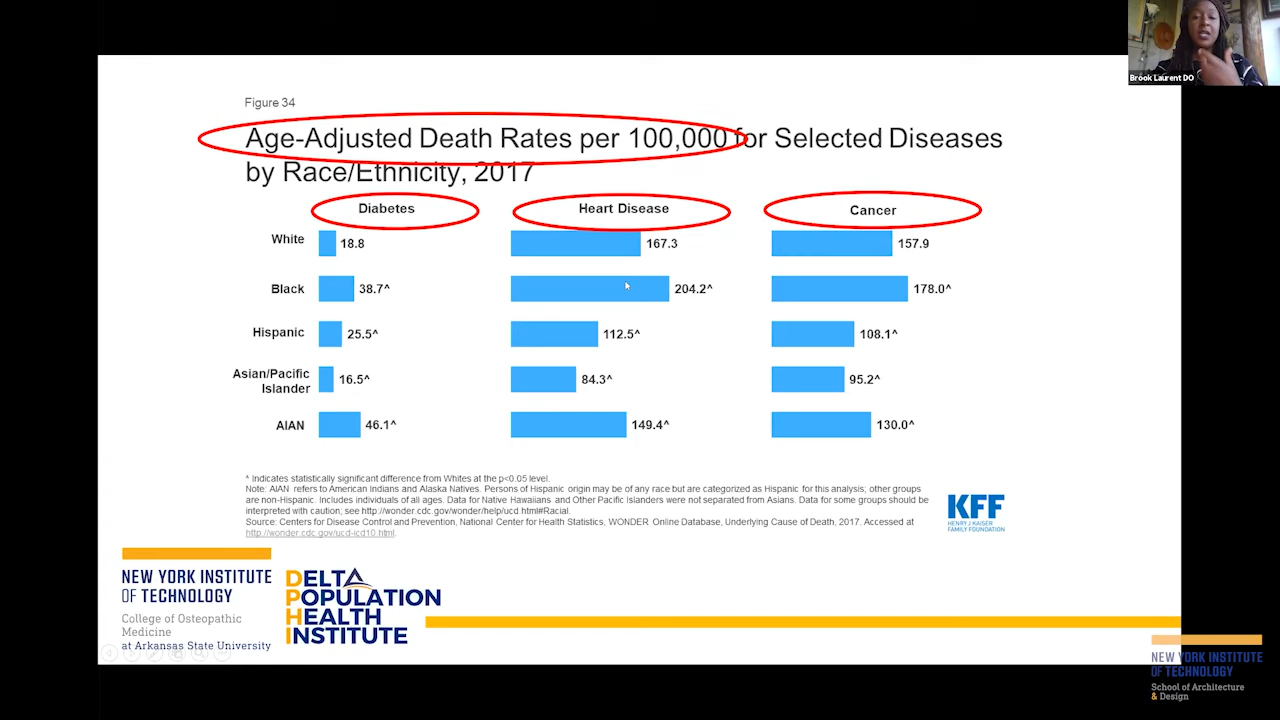 Brook Laurent DO
Figure 34
Age-Adjusted Death Rates per 100,000 for Selected Diseases
by Race/Ethnicity, 2017
Diabetes Heart Disease Cancer
White 18.8 167.3 157.9
Black 38.7^ 204.2^ 178.0^
Hispanic 25.5^ 112.5^ 108.1^
Asian/Pacific
Islander 16.5^ 84.3^ 95.2^
AIAN 46.1^ 149.4^ 130.0^
^ Indicates statistically significant difference from Whites at the p<0.05 level.
Note: AIAN refers to American Indians and Alaska Natives. Persons of Hispanic origin may be of any race but are categorized as Hispanic for this analysis; other groups
are non-Hispanic. Includes individuals of all ages. Data for Native Hawaiians and Other Pacific Islanders were not separated from Asians. Data for some groups should be
interpreted with caution; see http://wonder.cdc.gov/wonder/help/ucd.html#Racial.
Source: Centers for Disease Control and Prevention, National Center for Health Statistics, WONDER Online Database, Underlying Cause of Death, 2017. Accessed at
http://wonder.cdc.gov/ucd-icd10.html.
KFF
HENRY J KAISER
FAMILY FOUNDATION
NEW YORK INSTITUTE
OF TECHNOLOGY
College of Osteopathic
Medicine
at Arkansas State University
DELTA
POPULATION
HEALTH
INSTITUTE
NEW YORK INSTITUTE
OF TECHNOLOGY
School of Architecture
& Design